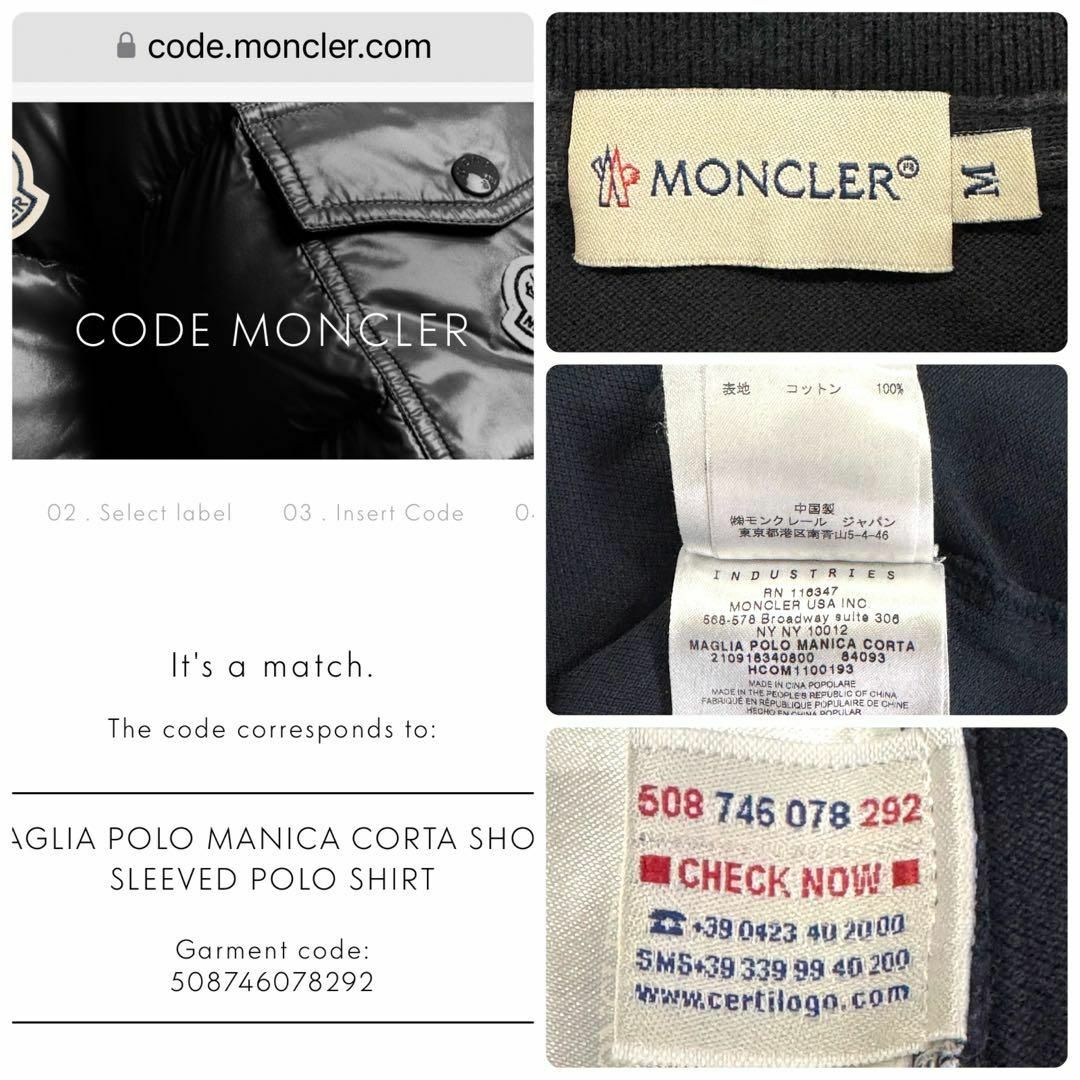 code.moncler.com
CODE MONCLER
02 . Select label 03 . Insert Code
It's a match.
The code corresponds to:
AGLIA POLO MANICA CORTA SHO
SLEEVED POLO SHIRT
Garment code:
508746078292
MONCLER®
M
表地 コットン 100%
中国製
㈱モンクレール ジャパン
東京都港区南青山5-4-46
INDUSTRIES
RN 116347
MONCLER USA INC
568-578 Broadway suite 306
NY NY 10012
MAGLIA POLO MANICA CORTA
210918340800 84093
HCOM1100193
MADE IN CINA POPOLARE
MADE IN THE PEOPLE'S REPUBLIC OF CHINA
FABRIQUÉ EN RÉPUBLIQUE POPULAIRE DE CHINE
HECHO EN CHINA POPULAR
508 746 078 292
CHECK NOW
+39 0423 40 2000
SMS+39 339 99 40 200
www.certilogo.com